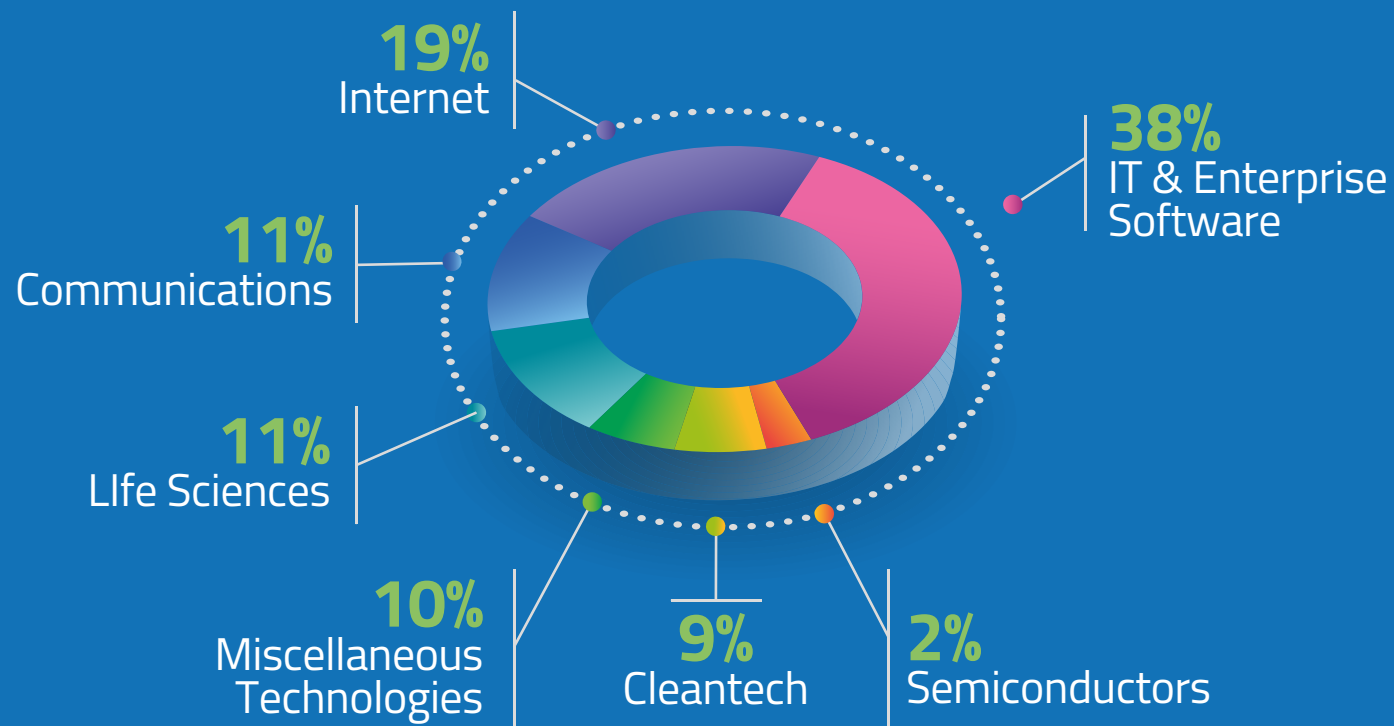 19%
Internet
38%
IT & Enterprise
Software
11%
Communications
11%
LIfe Sciences
10%
Miscellaneous
Technologies
9%
Cleantech
2%
Semiconductors